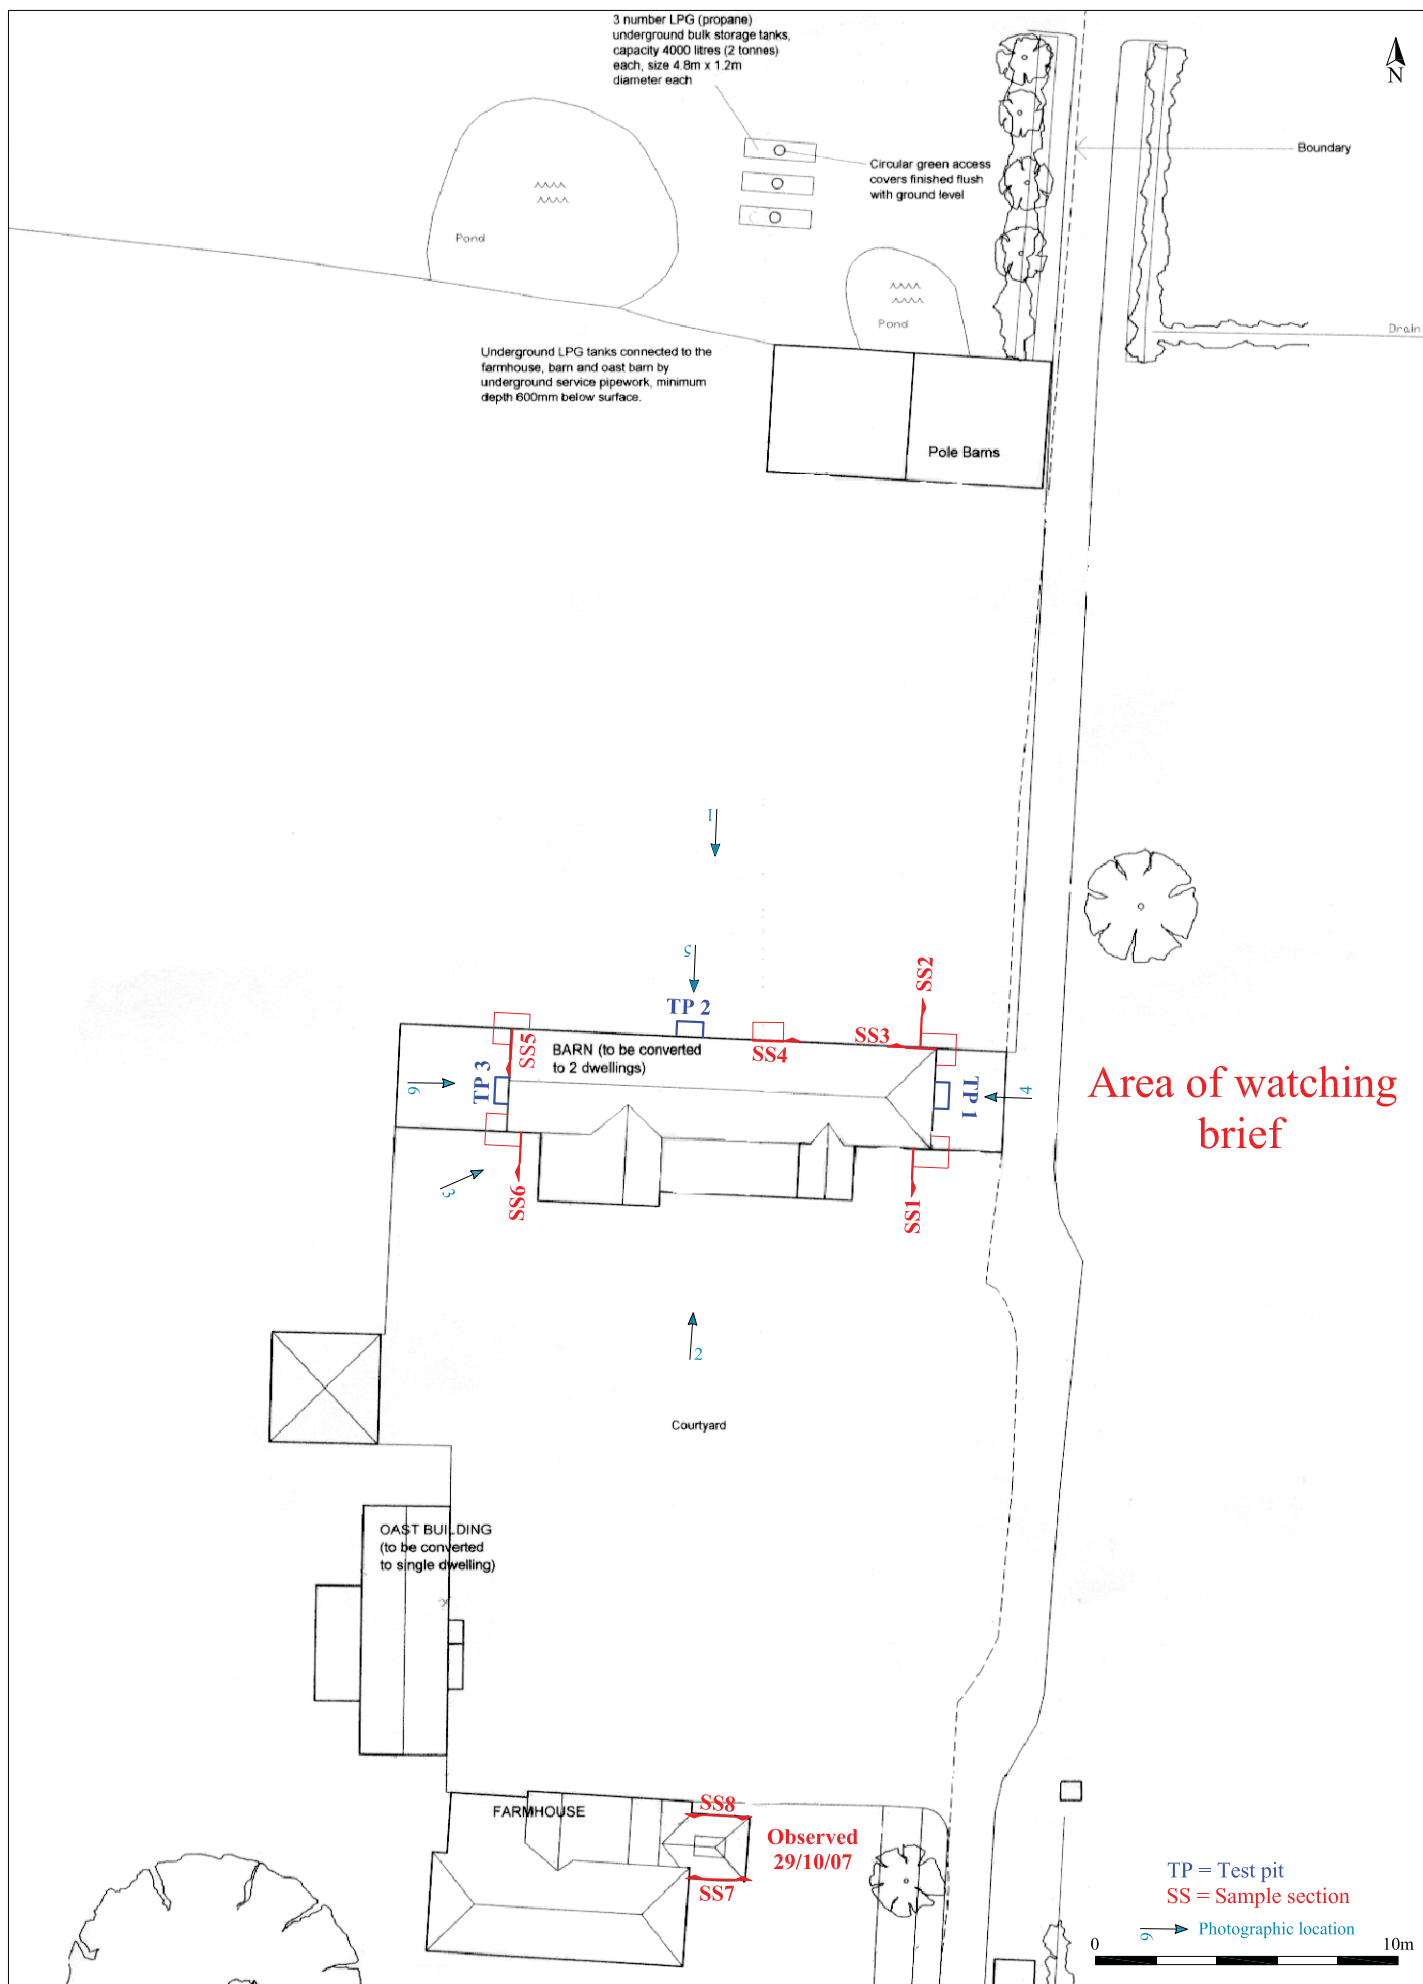 3 number LPG (propane)
underground bulk storage tanks,
capacity 4000 litres (2 tonnes)
each, size 4.8m x 1.2m
diameter each
N
Boundary
Circular green access
covers finished flush
with ground level
Pond
Pond
Drain
Underground LPG tanks connected to the
farmhouse, barn and oast barn by
underground service pipework, minimum
depth 600mm below surface.
Pole Barns
1
5
SS2
TP 2
SS3
SS4
SS5
BARN (to be converted
to 2 dwellings)
TP 3
6
TP 1
4
Area of watching
brief
3
SS6
SS1
2
Courtyard
OAST BUILDING
(to be converted
to single dwelling)
FARMHOUSE
SS8
Observed
29/10/07
SS7
TP = Test pit
SS = Sample section
6
Photographic location
0
10m